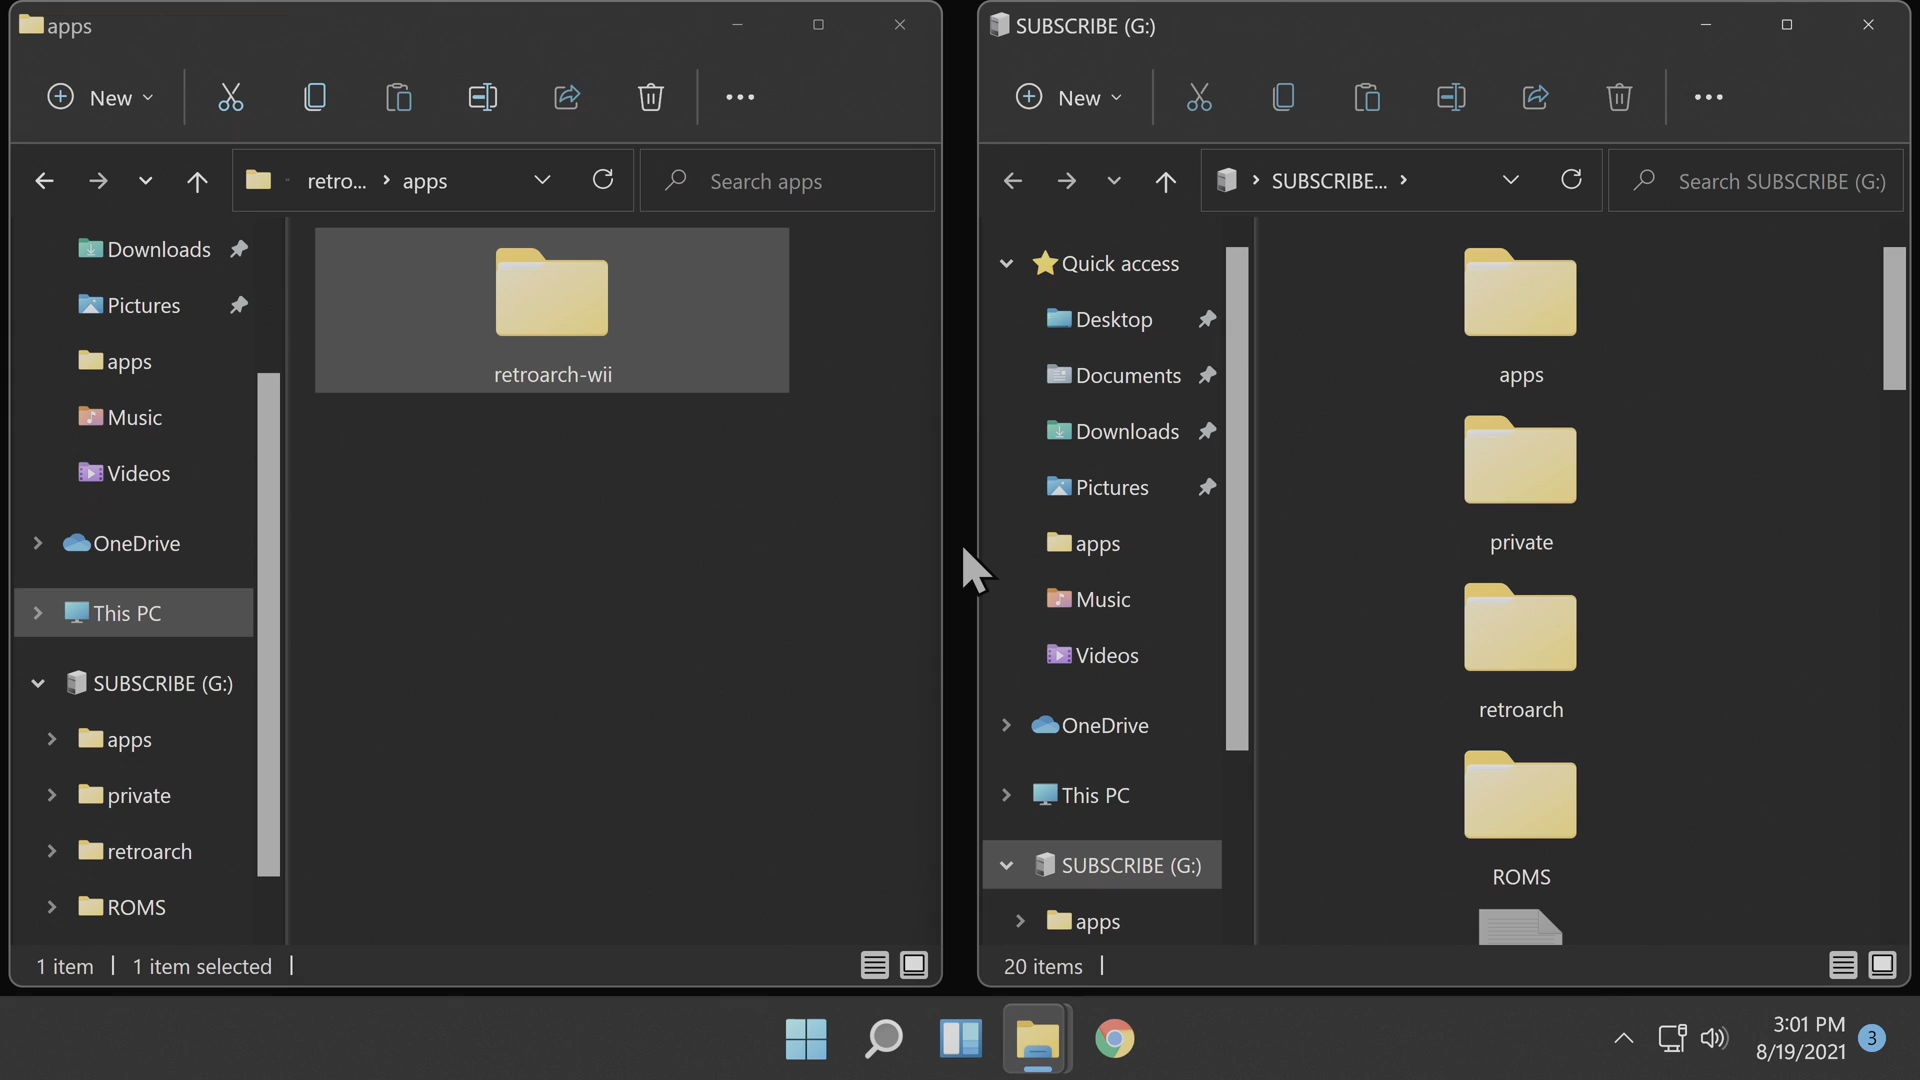 apps
New
retro... › apps
Search apps
Downloads
Pictures
apps
Music
Videos
OneDrive
This PC
SUBSCRIBE (G:)
apps
private
retroarch
ROMS
retroarch-wii
1 item
1 item selected
SUBSCRIBE (G:)
New
SUBSCRIBE... ›
Search SUBSCRIBE (G:)
Quick access
Desktop
Documents
Downloads
Pictures
apps
Music
Videos
OneDrive
This PC
SUBSCRIBE (G:)
apps
apps
private
retroarch
ROMS
20 items
3:01 PM
8/19/2021
3